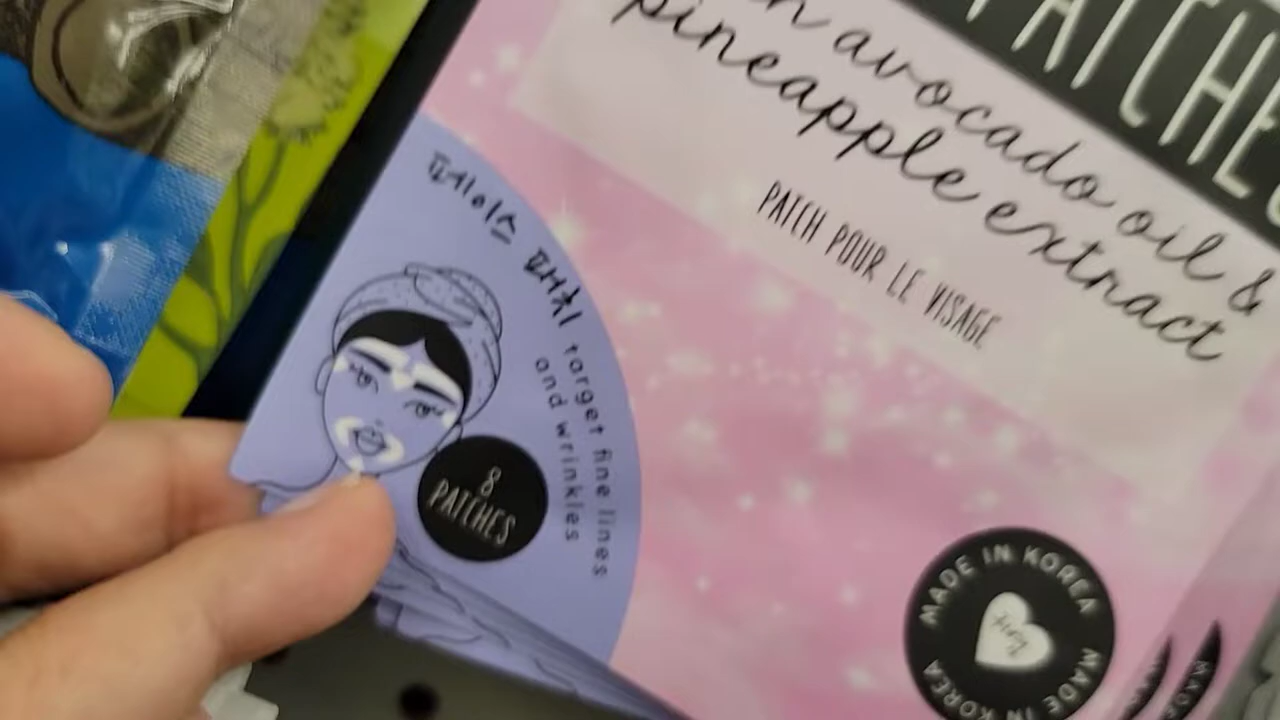 PATCHE
avocado oil &
pineapple extract
PATCH POUR LE VISAGE
페이스 패치
target fine lines
and wrinkles
8
PATCHES
MADE IN KOREA
MADE IN KOREA